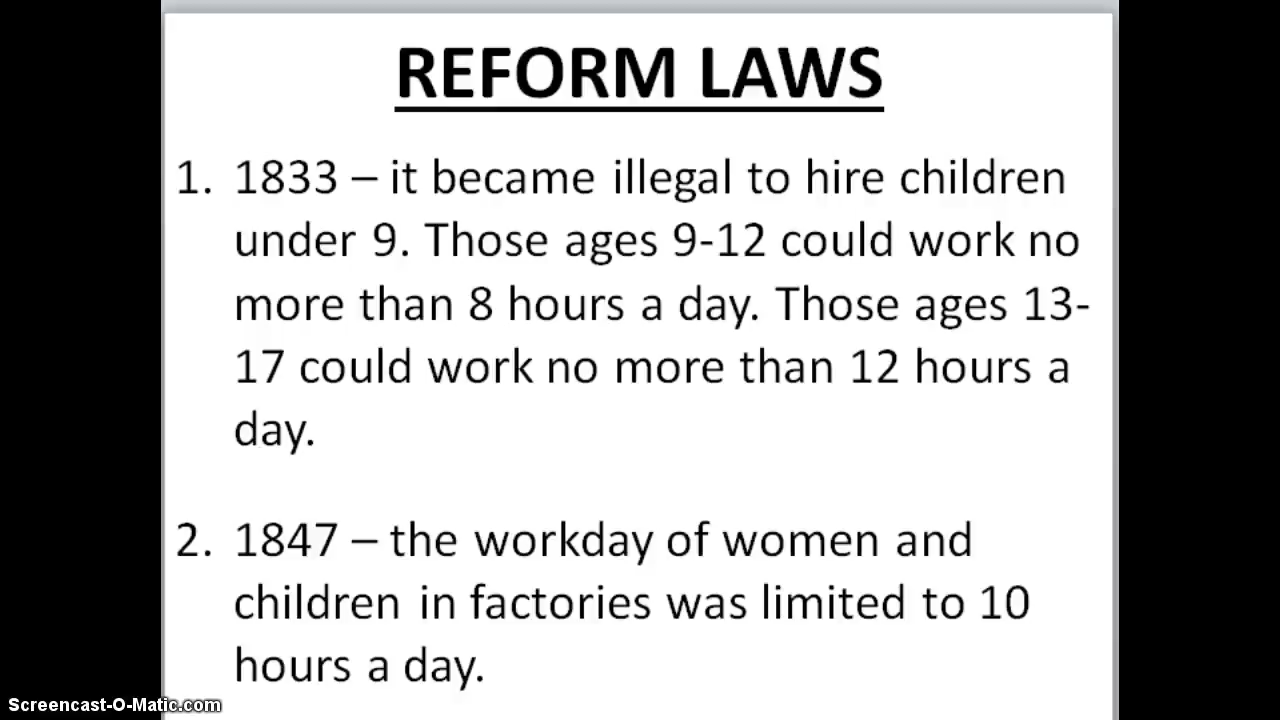 REFORM LAWS
1. 1833 – it became illegal to hire children
under 9. Those ages 9-12 could work no
more than 8 hours a day. Those ages 13-
17 could work no more than 12 hours a
day.
2. 1847 – the workday of women and
children in factories was limited to 10
hours a day.
Screencast-O-Matic.com